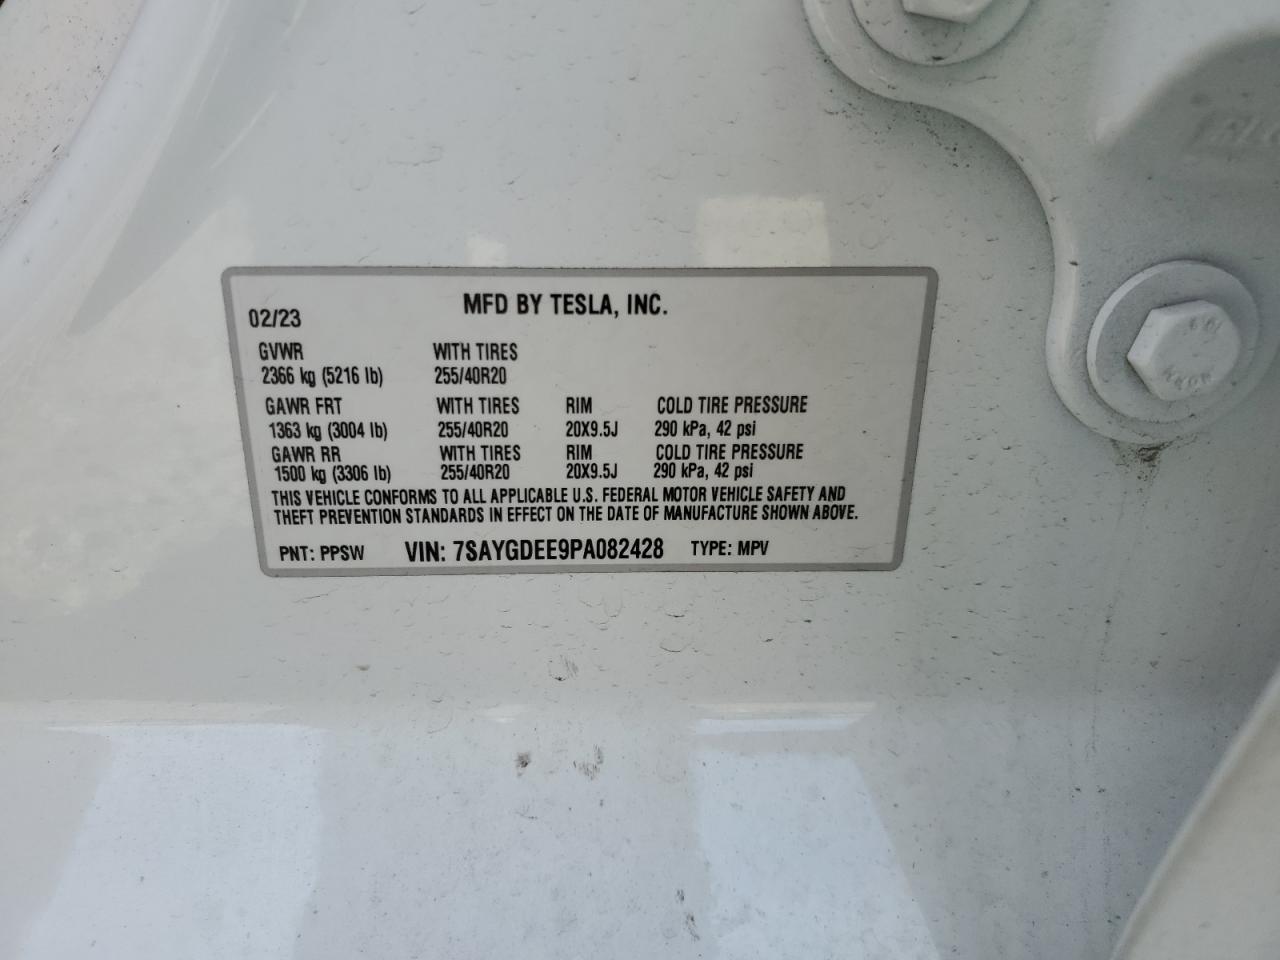 MFD BY TESLA, INC.
02/23
GVWR WITH TIRES
2366 kg (5216 lb) 255/40R20
GAWR FRT WITH TIRES RIM COLD TIRE PRESSURE
1363 kg (3004 lb) 255/40R20 20X9.5J 290 kPa, 42 psi
GAWR RR WITH TIRES RIM COLD TIRE PRESSURE
1500 kg (3306 lb) 255/40R20 20X9.5J 290 kPa, 42 psi
THIS VEHICLE CONFORMS TO ALL APPLICABLE U.S. FEDERAL MOTOR VEHICLE SAFETY AND
THEFT PREVENTION STANDARDS IN EFFECT ON THE DATE OF MANUFACTURE SHOWN ABOVE.
PNT: PPSW VIN: 7SAYGDEE9PA082428 TYPE: MPV